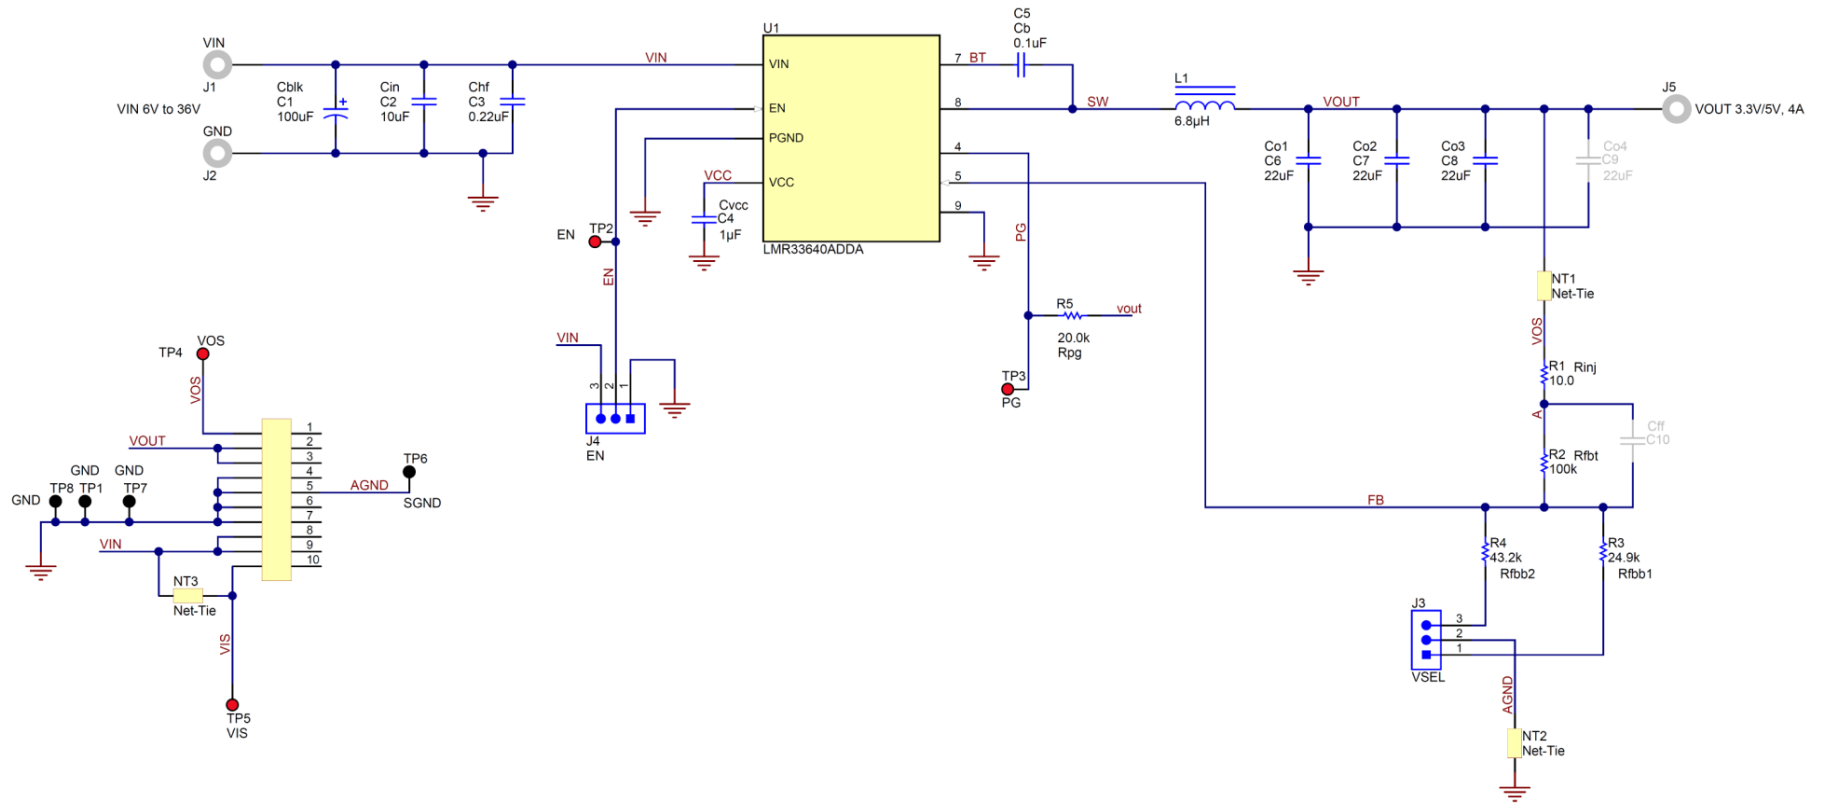 VIN
J1
VIN 6V to 36V
GND
J2
Cblk
C1
100uF
+
Cin
C2
10uF
Chf
C3
0.22uF
VIN
U1
VIN
EN
PGND
VCC
LMR33640ADDA
7
8
4
5
9
BT
C5
Cb
0.1uF
SW
L1
6.8µH
VOUT
J5
VOUT 3.3V/5V, 4A
Co1
C6
22uF
Co2
C7
22uF
Co3
C8
22uF
Co4
C9
22uF
VCC
Cvcc
C4
1µF
EN
TP2
EN
VIN
3
2
1
J4
EN
PG
R5
20.0k
Rpg
vout
TP3
PG
NT1
Net-Tie
VOS
R1 Rinj
10.0
A
R2 Rfbt
100k
Cff
C10
FB
R4
43.2k
Rfbb2
R3
24.9k
Rfbb1
J3
3
2
1
VSEL
AGND
NT2
Net-Tie
VOS
TP4
VOS
VOUT
GND
GND
GND
TP8
TP1
TP7
VIN
1
2
3
4
5
6
7
8
9
10
AGND
TP6
SGND
NT3
Net-Tie
VIS
TP5
VIS